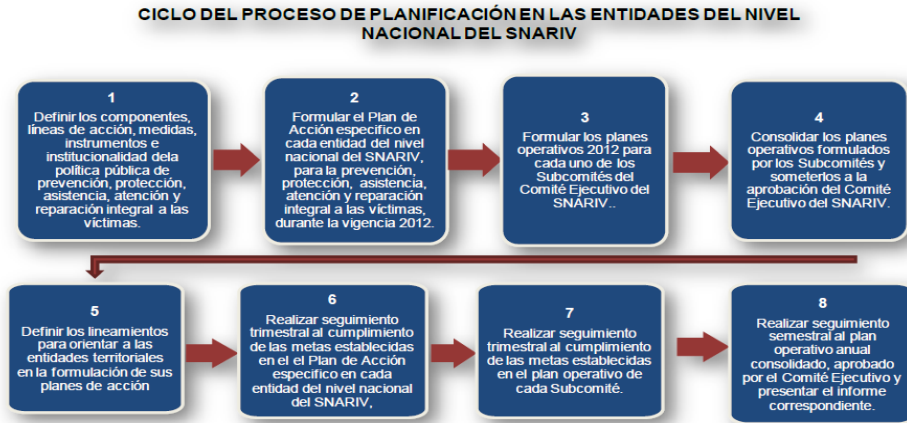 CICLO DEL PROCESO DE PLANIFICACIÓN EN LAS ENTIDADES DEL NIVEL
NACIONAL DEL SNARIV
1
Definir los componentes,
líneas de acción, medidas,
instrumentos e
institucionalidad dela
política pública de
prevención, protección,
asistencia, atención y
reparación integral a las
víctimas.
2
Formular el Plan de
Acción especifico en
cada entidad del nivel
nacional del SNARIV,
para la prevención,
protección, asistencia,
atención y reparación
integral a las víctimas,
durante la vigencia 2012.
3
Formular los planes
operativos 2012 para
cada uno de los
Subcomités del
Comité Ejecutivo del
SNARIV..
4
Consolidar los planes
operativos formulados
por los Subcomités y
someterlos a la
aprobación del Comité
Ejecutivo del SNARIV.
5
Definir los lineamientos
para orientar a las
entidades territoriales
en la formulación de sus
planes de acción
6
Realizar seguimiento
trimestral al cumplimiento
de las metas establecidas
en el el Plan de Acción
especifico en cada
entidad del nivel nacional
del SNARIV,
7
Realizar seguimiento
trimestral al cumplimiento
de las metas establecidas
en el plan operativo de
cada Subcomité.
8
Realizar seguimiento
semestral al plan
operativo anual
consolidado, aprobado
por el Comité Ejecutivo y
presentar el informe
correspondiente.